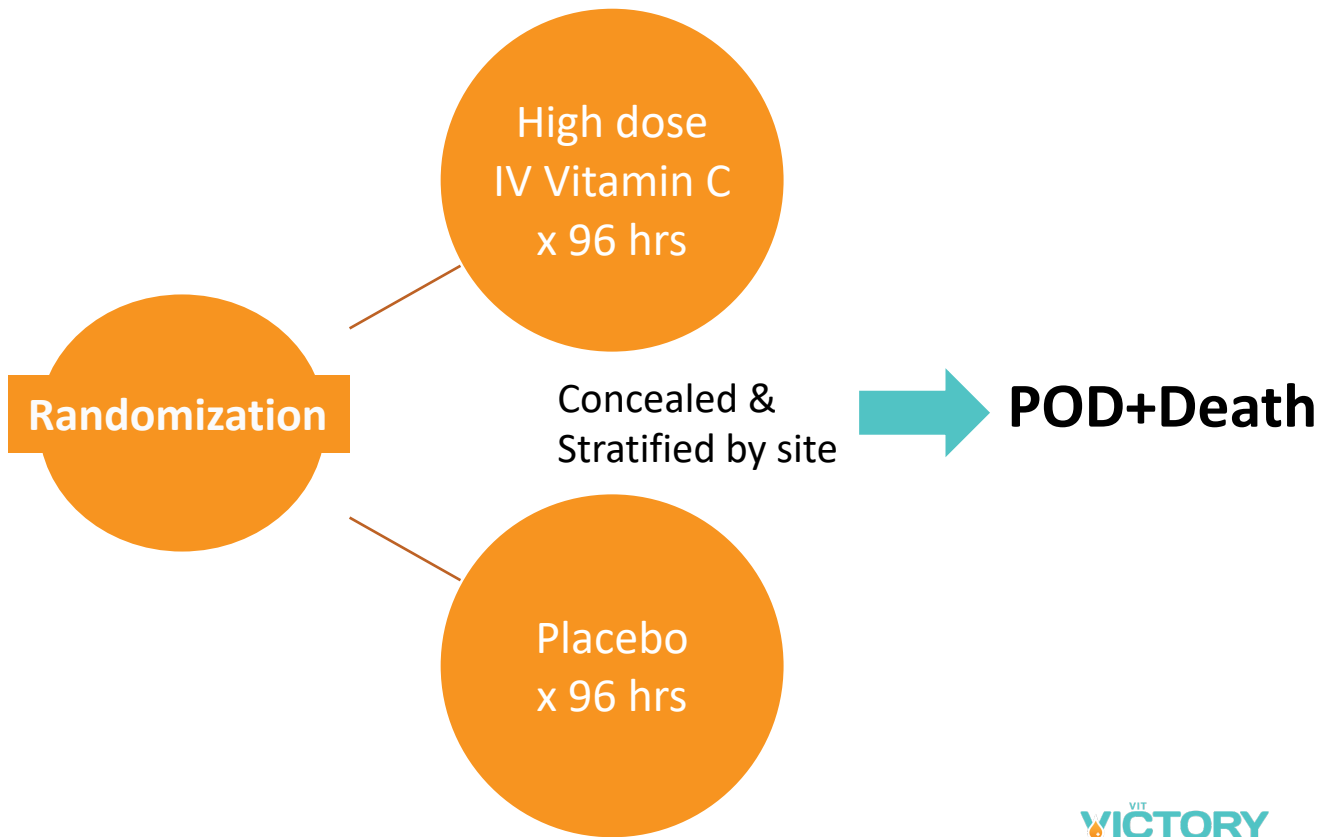 High dose
IV Vitamin C
x 96 hrs
Randomization
Concealed &
Stratified by site
POD+Death
Placebo
x 96 hrs
VIT
VICTORY